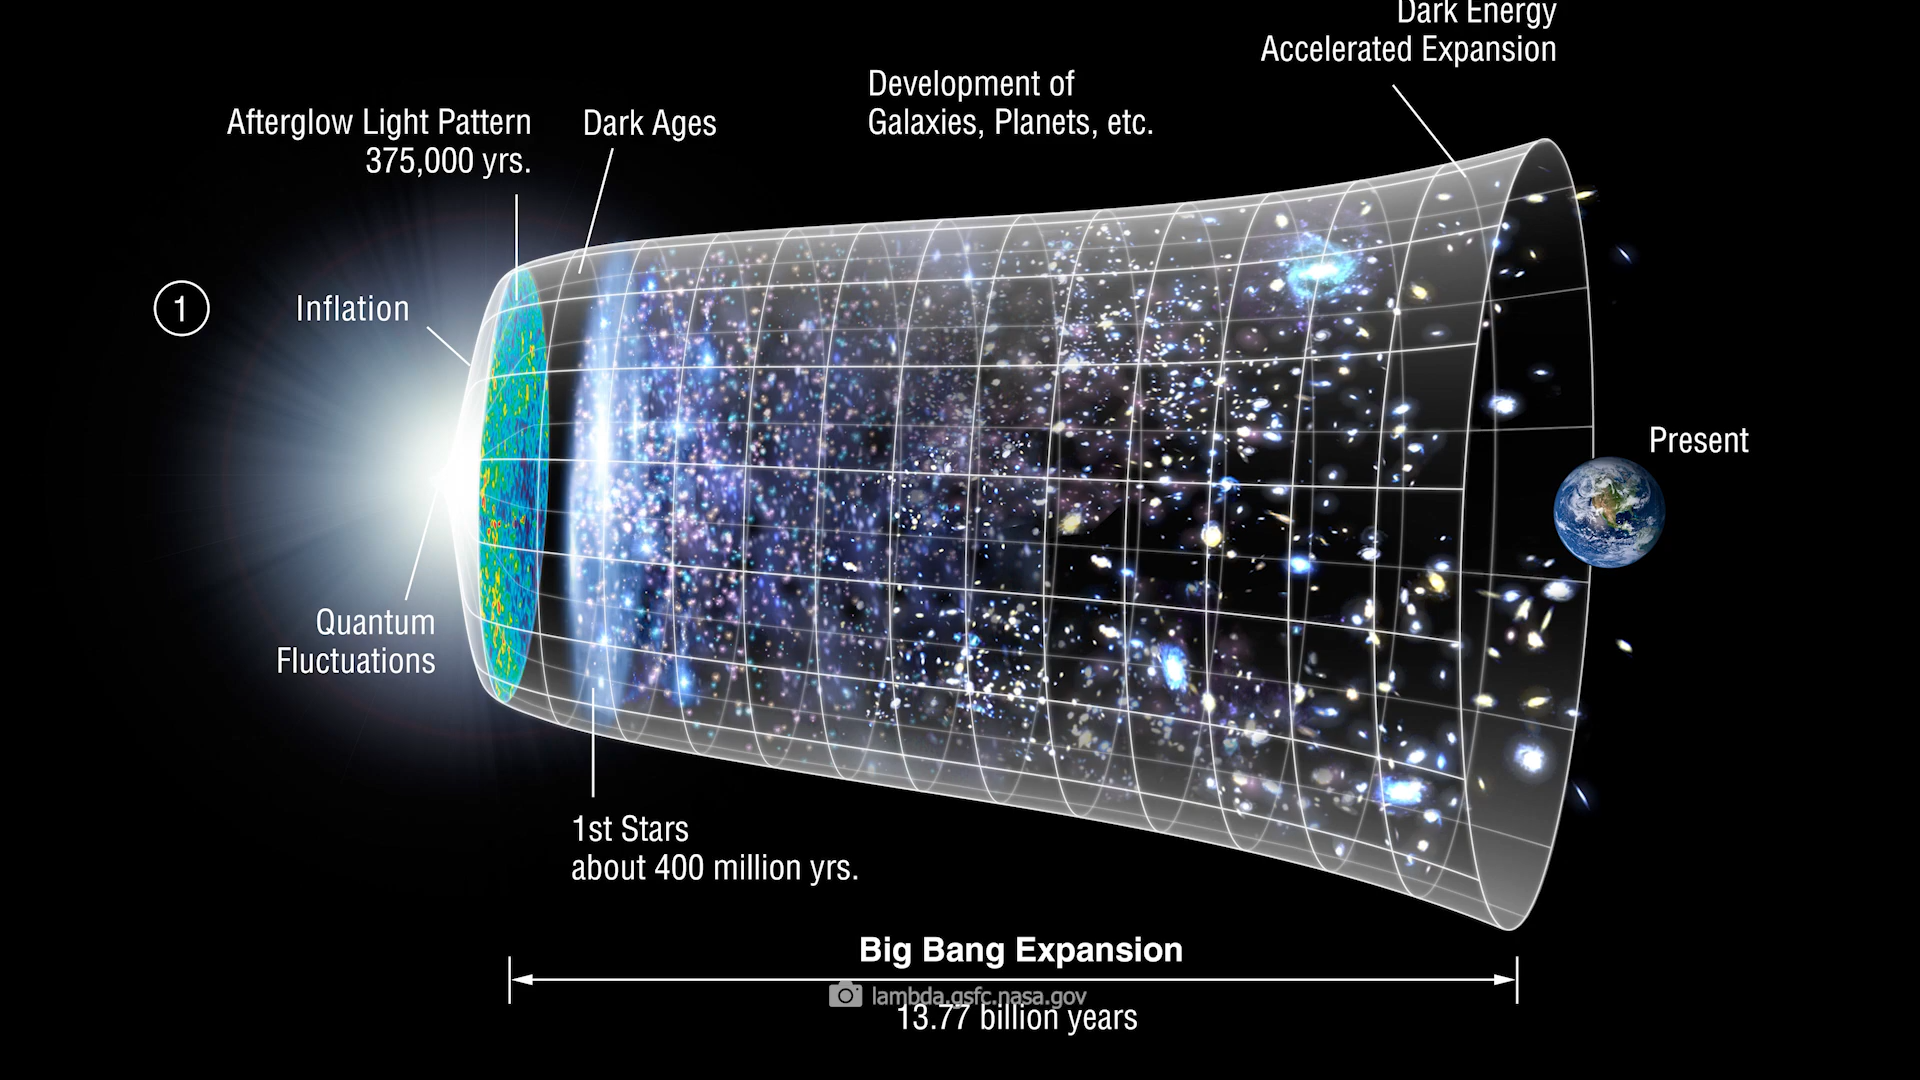 Dark Energy
Accelerated Expansion
Development of
Galaxies, Planets, etc.
Afterglow Light Pattern
375,000 yrs.
Dark Ages
1
Inflation
Present
Quantum
Fluctuations
1st Stars
about 400 million yrs.
Big Bang Expansion
lambda.gsfc.nasa.gov
13.77 billion years